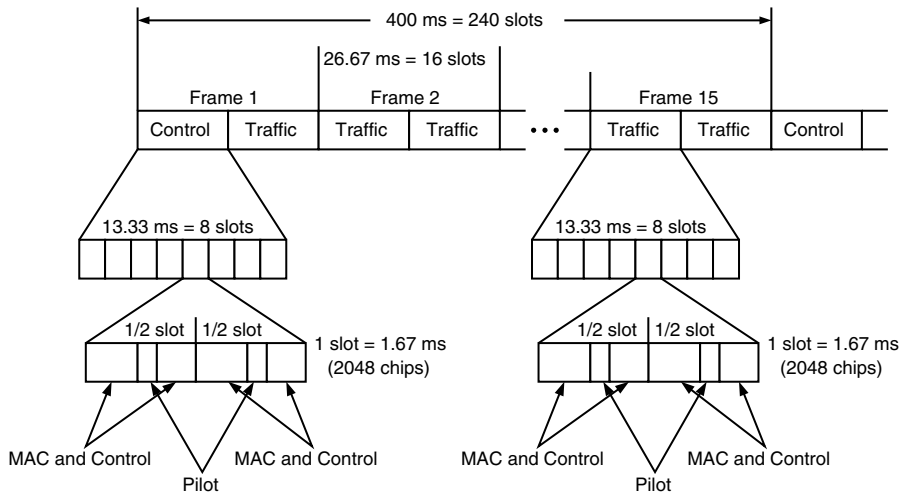 400 ms = 240 slots
26.67 ms = 16 slots
Frame 1 Frame 2 Frame 15
Control Traffic Traffic Traffic ••• Traffic Traffic Control
13.33 ms = 8 slots 13.33 ms = 8 slots
1/2 slot 1/2 slot 1/2 slot 1/2 slot
1 slot = 1.67 ms 1 slot = 1.67 ms
(2048 chips) (2048 chips)
MAC and Control MAC and Control MAC and Control MAC and Control
Pilot Pilot